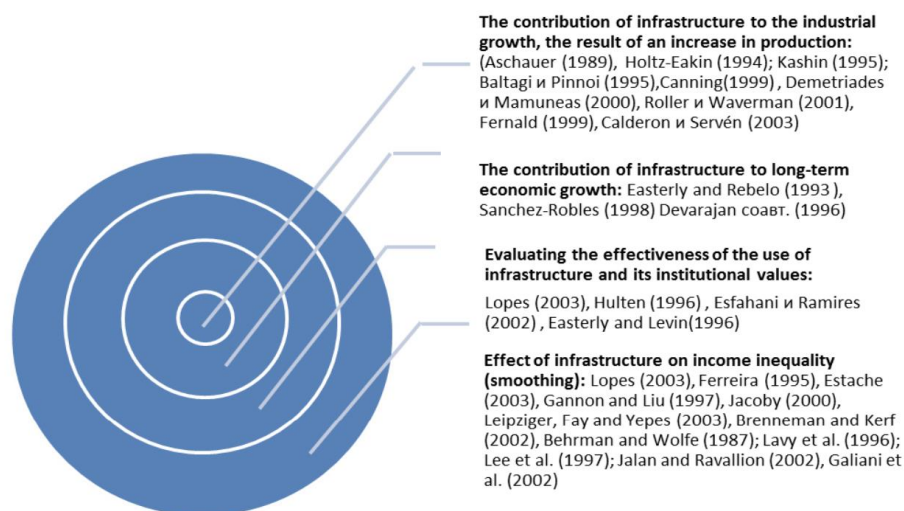 The contribution of infrastructure to the industrial
growth, the result of an increase in production:
(Aschauer (1989), Holtz-Eakin (1994); Kashin (1995);
Baltagi и Pinnoi (1995),Canning(1999) , Demetriades
и Mamuneas (2000), Roller и Waverman (2001),
Fernald (1999), Calderon и Servén (2003)
The contribution of infrastructure to long-term
economic growth: Easterly and Rebelo (1993 ),
Sanchez-Robles (1998) Devarajan соавт. (1996)
Evaluating the effectiveness of the use of
infrastructure and its institutional values:
Lopes (2003), Hulten (1996) , Esfahani и Ramires
(2002) , Easterly and Levin(1996)
Effect of infrastructure on income inequality
(smoothing): Lopes (2003), Ferreira (1995), Estache
(2003), Gannon and Liu (1997), Jacoby (2000),
Leipziger, Fay and Yepes (2003), Brenneman and Kerf
(2002), Behrman and Wolfe (1987); Lavy et al. (1996);
Lee et al. (1997); Jalan and Ravallion (2002), Galiani et
al. (2002)